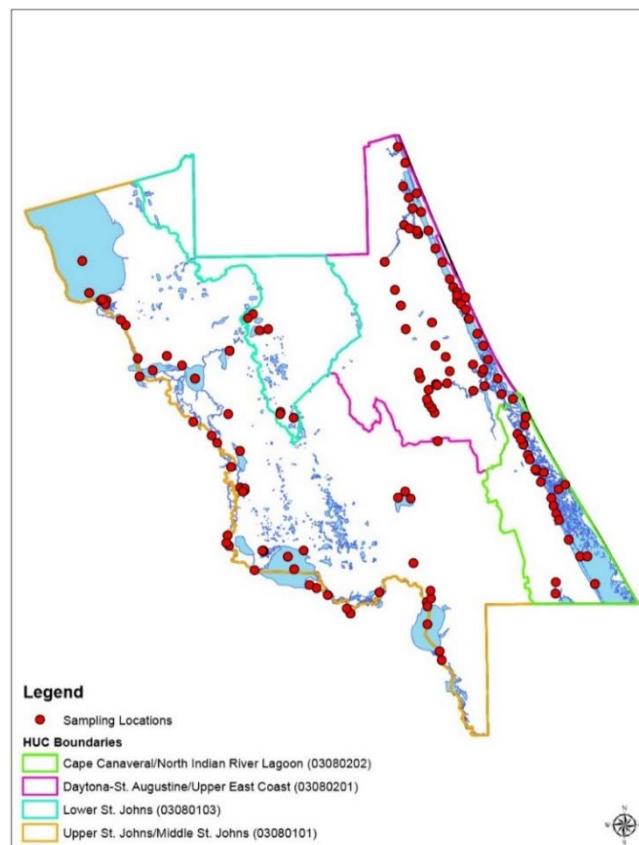 Legend
Sampling Locations
HUC Boundaries
Cape Canaveral/North Indian River Lagoon (03080202)
Daytona-St. Augustine/Upper East Coast (03080201)
Lower St. Johns (03080103)
Upper St. Johns/Middle St. Johns (03080101)